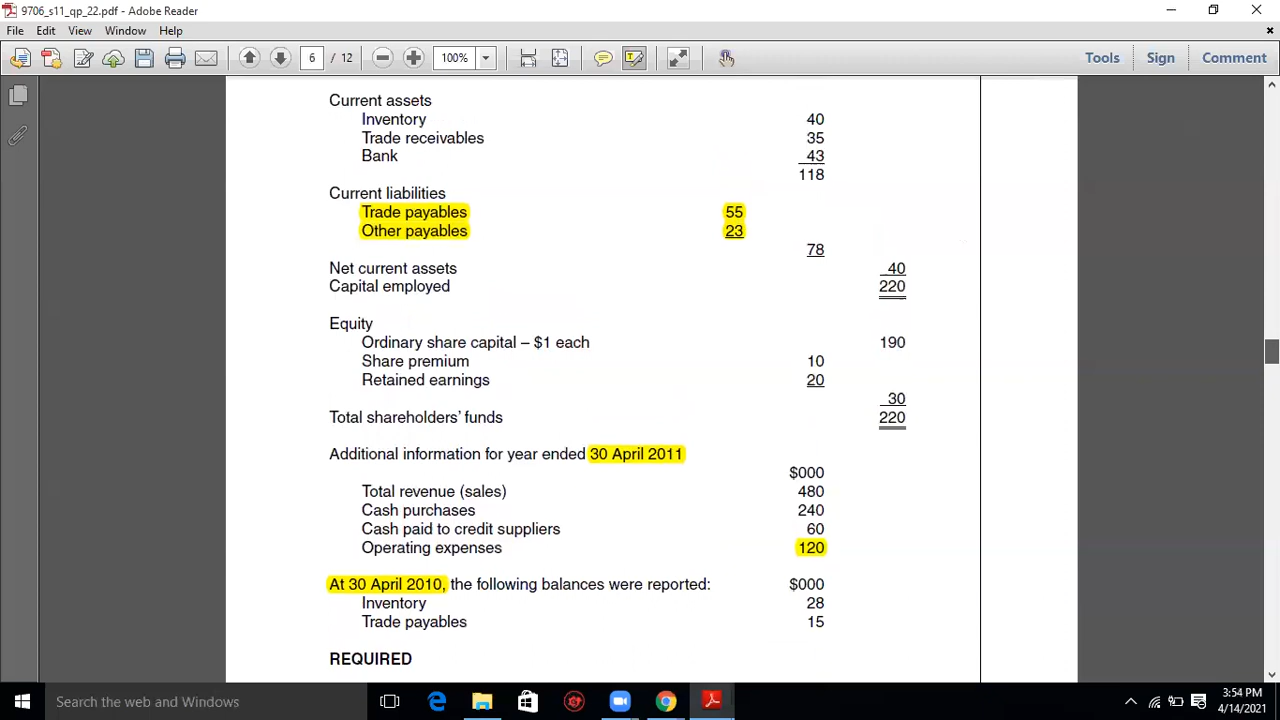 9706_s11_qp_22.pdf - Adobe Reader
File Edit View Window Help
6 / 12 100% Tools Sign Comment
Current assets
Inventory 40
Trade receivables 35
Bank 43
118
Current liabilities
Trade payables 55
Other payables 23
78
Net current assets 40
Capital employed 220
Equity
Ordinary share capital – $1 each 190
Share premium 10
Retained earnings 20
30
Total shareholders' funds 220
Additional information for year ended 30 April 2011
$000
Total revenue (sales) 480
Cash purchases 240
Cash paid to credit suppliers 60
Operating expenses 120
At 30 April 2010, the following balances were reported: $000
Inventory 28
Trade payables 15
REQUIRED
Search the web and Windows 3:54 PM
4/14/2021